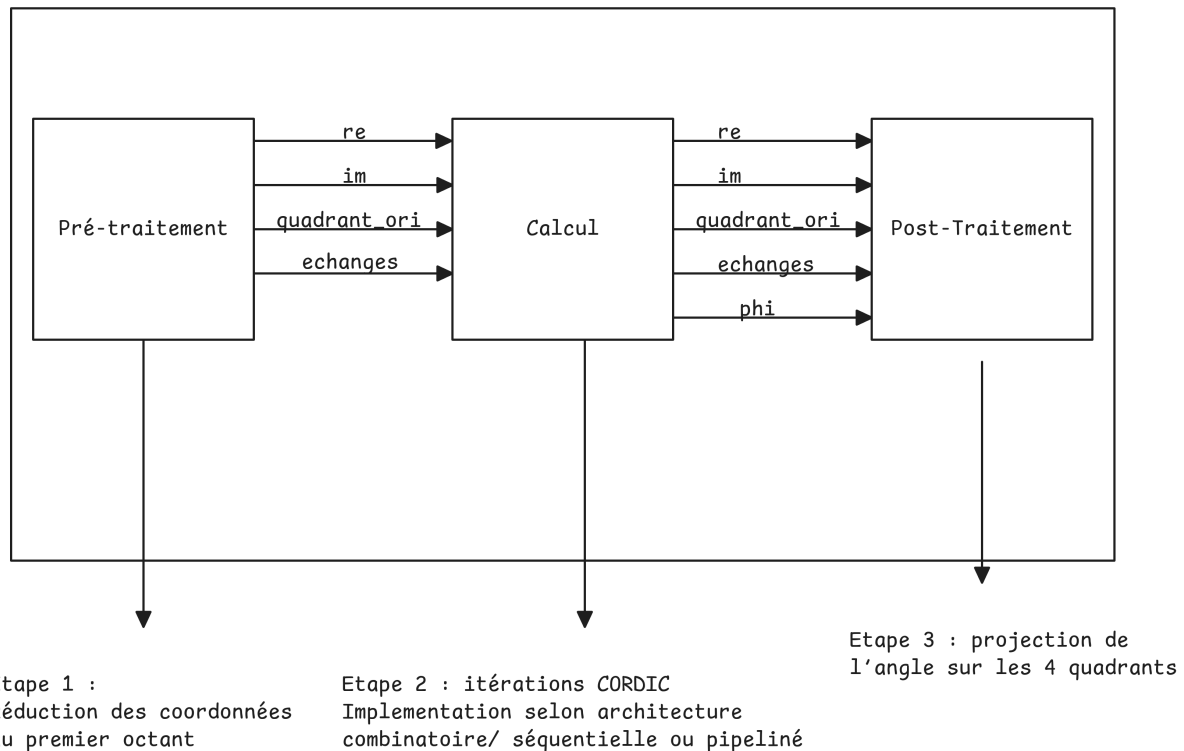 re
re
im
im
Pré-traitement
quadrant_ori
Calcul
quadrant_ori
Post-Traitement
echanges
echanges
phi
Etape 3 : projection de
l'angle sur les 4 quadrants
tape 1 :
éduction des coordonnées
u premier octant
Etape 2 : itérations CORDIC
Implementation selon architecture
combinatoire/ séquentielle ou pipeliné